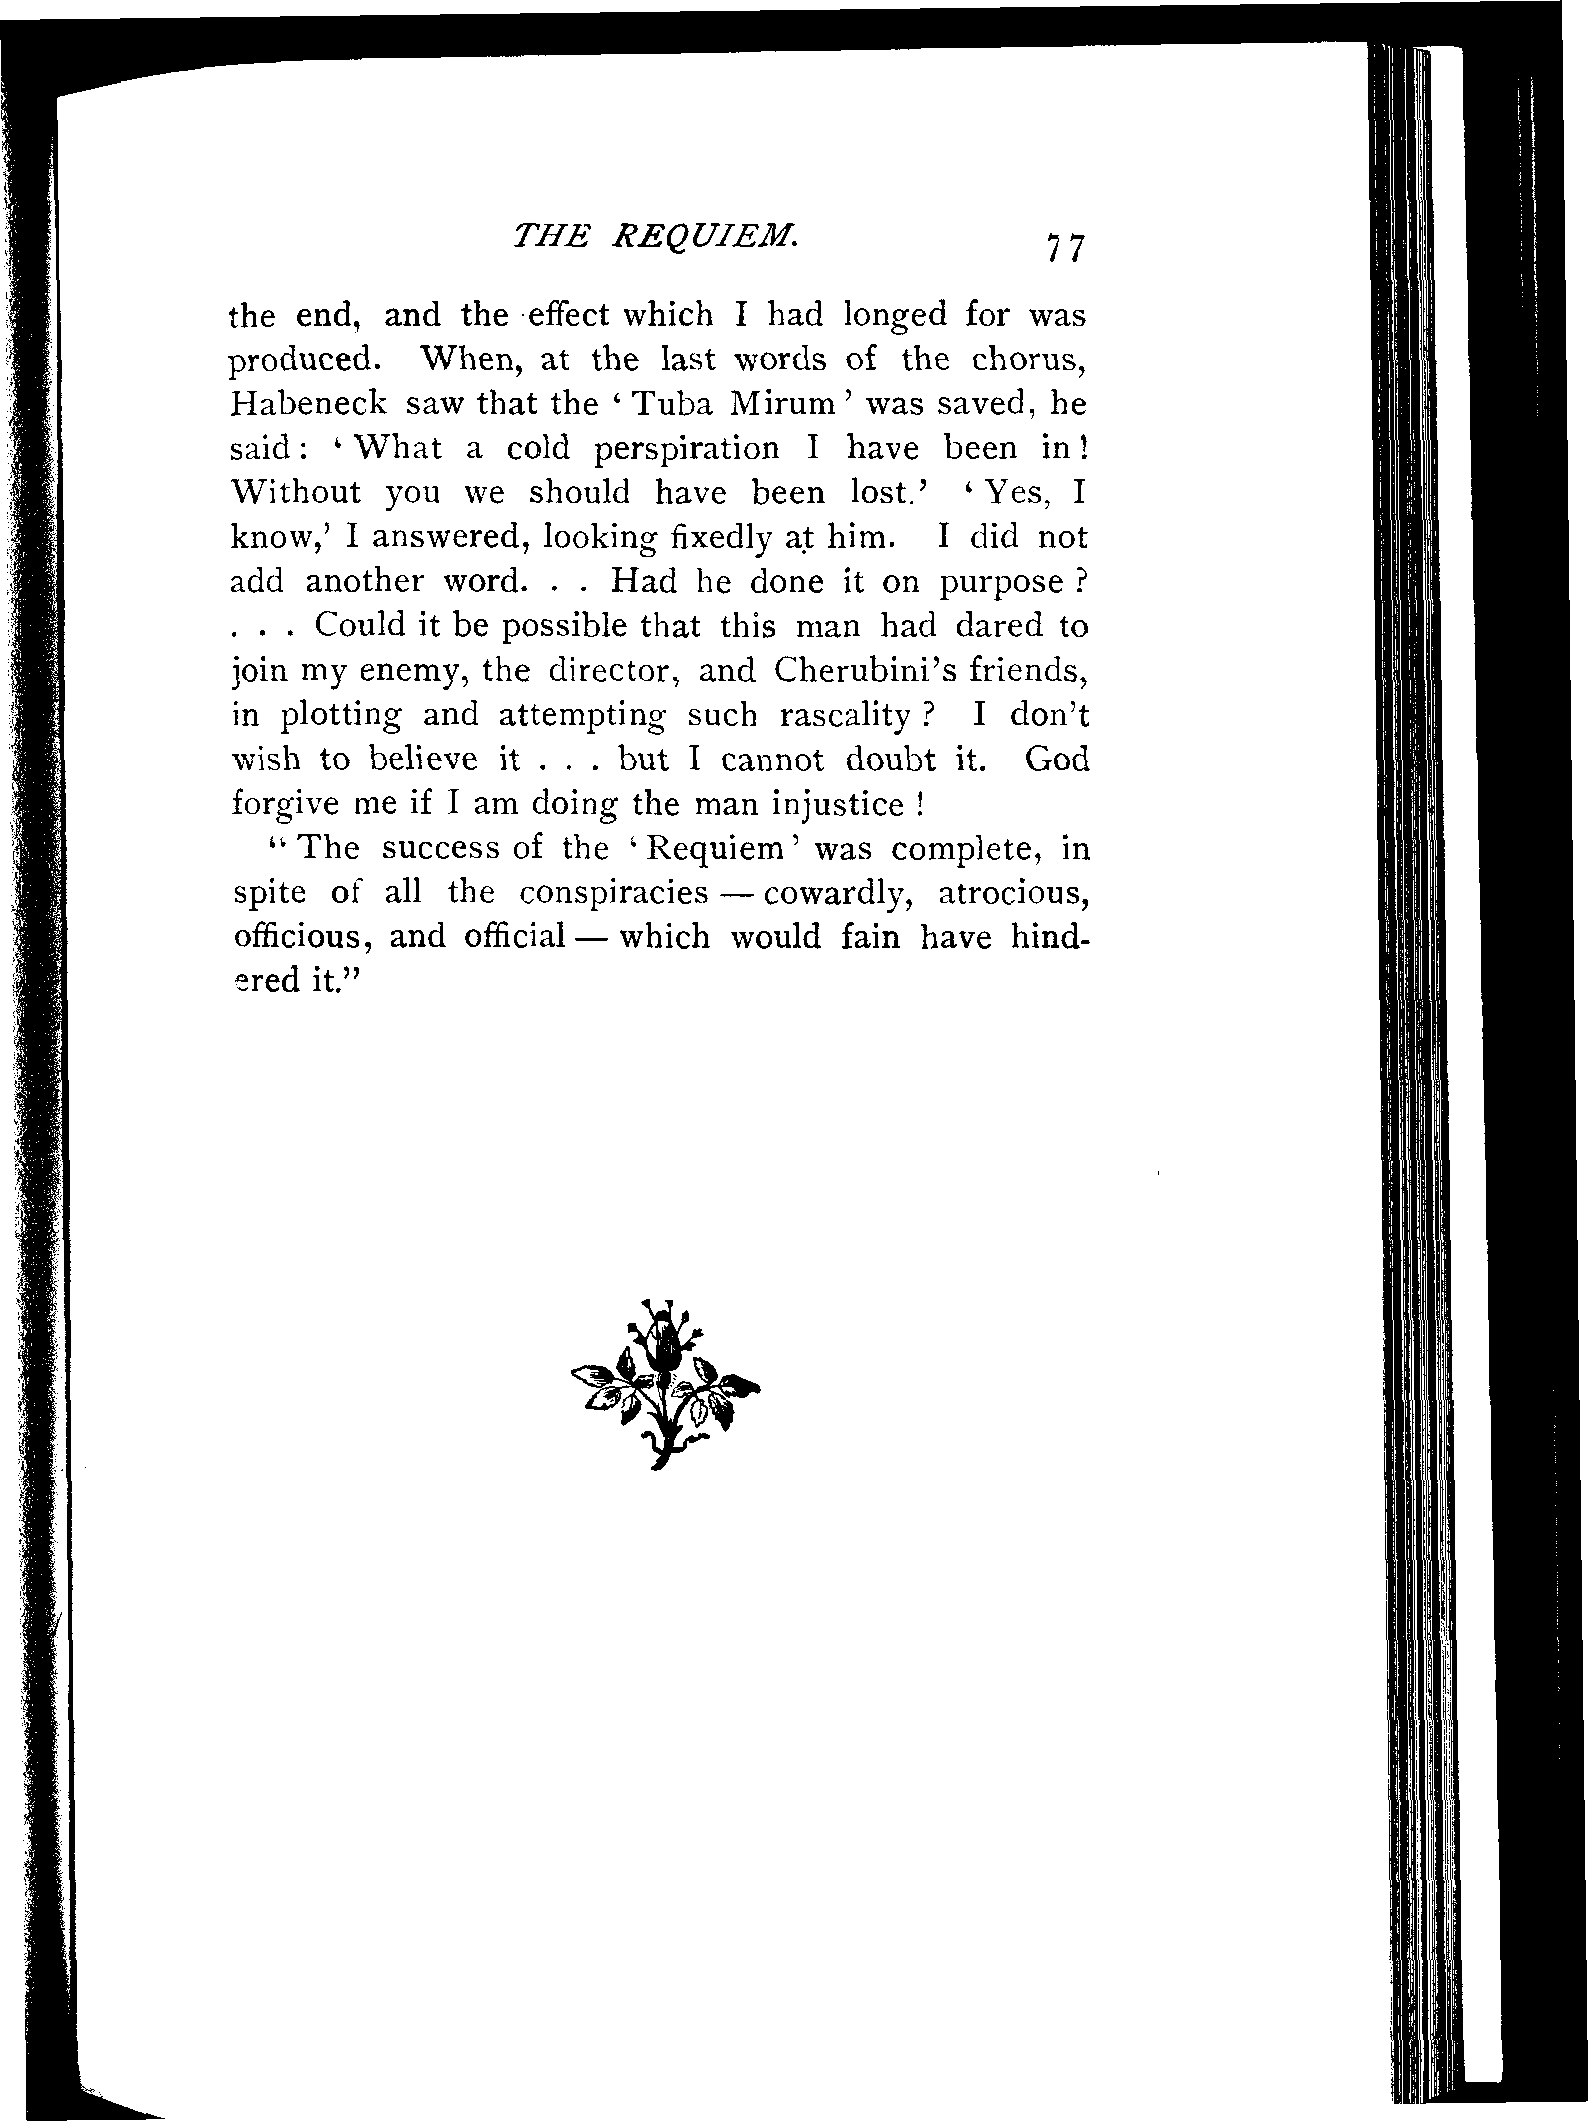 THE REQUIEM. 77
the end, and the effect which I had longed for was
produced. When, at the last words of the chorus,
Habeneck saw that the ‘ Tuba Mirum ’ was saved, he
said : ‘ What a cold perspiration I have been in !
Without you we should have been lost.’ ‘ Yes, I
know,’ I answered, looking fixedly at him. I did not
add another word. . . Had he done it on purpose ?
. . . Could it be possible that this man had dared to
join my enemy, the director, and Cherubini’s friends,
in plotting and attempting such rascality ? I don’t
wish to believe it . . . but I cannot doubt it. God
forgive me if I am doing the man injustice !
“ The success of the ‘ Requiem ’ was complete, in
spite of all the conspiracies — cowardly, atrocious,
officious, and official — which would fain have hind-
ered it.”